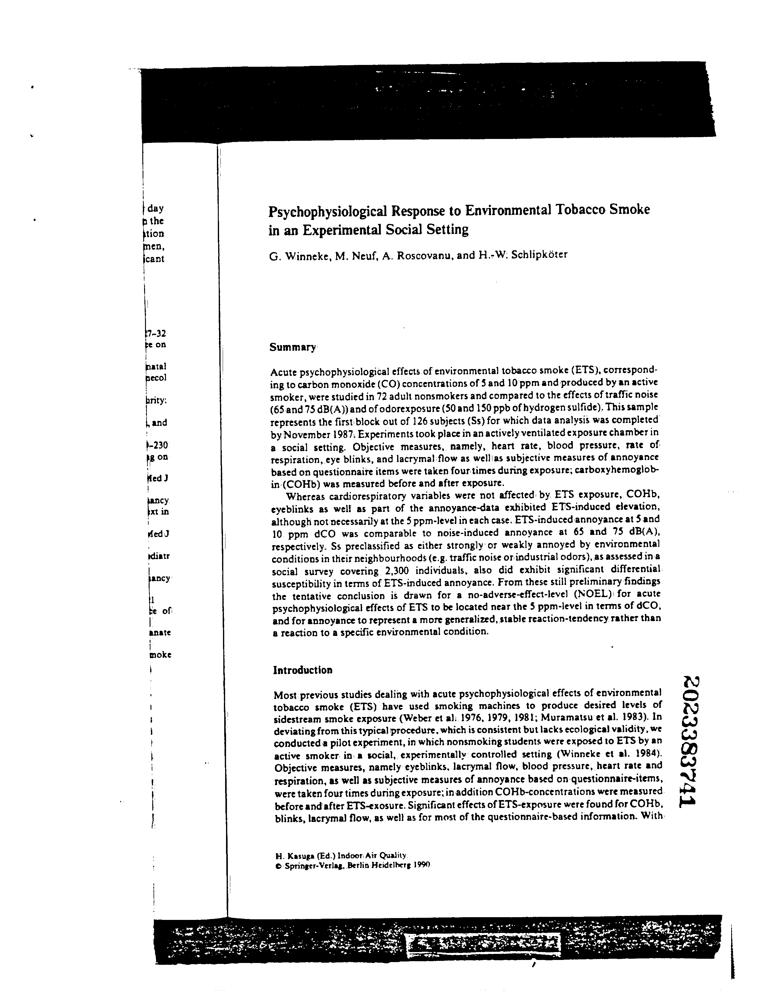 day
the
tion
men,
icant
7–32
te on
natal
necol
brity:
, and
–230
g on
Med J
ancy
xt in
Med J
diatr
ancy
of
anate
moke
Psychophysiological Response to Environmental Tobacco Smoke
in an Experimental Social Setting
G. Winneke, M. Neuf, A. Roscovanu, and H.-W. Schlipköter
Summary
Acute psychophysiological effects of environmental tobacco smoke (ETS), correspond-
ing to carbon monoxide (CO) concentrations of 5 and 10 ppm and produced by an active
smoker, were studied in 72 adult nonsmokers and compared to the effects of traffic noise
(65 and 75 dB(A)) and of odorexposure (50 and 150 ppb of hydrogen sulfide). This sample
represents the first block out of 126 subjects (Ss) for which data analysis was completed
by November 1987. Experiments took place in an actively ventilated exposure chamber in
a social setting. Objective measures, namely, heart rate, blood pressure, rate of
respiration, eye blinks, and lacrymal flow as well as subjective measures of annoyance
based on questionnaire items were taken four times during exposure; carboxyhemoglob-
in (COHb) was measured before and after exposure.
Whereas cardiorespiratory variables were not affected by ETS exposure, COHb,
eyeblinks as well as part of the annoyance-data exhibited ETS-induced elevation,
although not necessarily at the 5 ppm-level in each case. ETS-induced annoyance at 5 and
10 ppm dCO was comparable to noise-induced annoyance at 65 and 75 dB(A),
respectively. Ss preclassified as either strongly or weakly annoyed by environmental
conditions in their neighbourhoods (e.g. traffic noise or industrial odors), as assessed in a
social survey covering 2,300 individuals, also did exhibit significant differential
susceptibility in terms of ETS-induced annoyance. From these still preliminary findings
the tentative conclusion is drawn for a no-adverse-effect-level (NOEL) for acute
psychophysiological effects of ETS to be located near the 5 ppm-level in terms of dCO,
and for annoyance to represent a more generalized, stable reaction-tendency rather than
a reaction to a specific environmental condition.
Introduction
Most previous studies dealing with acute psychophysiological effects of environmental
tobacco smoke (ETS) have used smoking machines to produce desired levels of
sidestream smoke exposure (Weber et al. 1976, 1979, 1981; Muramatsu et al. 1983). In
deviating from this typical procedure, which is consistent but lacks ecological validity, we
conducted a pilot experiment, in which nonsmoking students were exposed to ETS by an
active smoker in a social, experimentally controlled setting (Winneke et al. 1984).
Objective measures, namely eyeblinks, lacrymal flow, blood pressure, heart rate and
respiration, as well as subjective measures of annoyance based on questionnaire-items,
were taken four times during exposure; in addition COHb-concentrations were measured
before and after ETS-exosure. Significant effects of ETS-exposure were found for COHb,
blinks, lacrymal flow, as well as for most of the questionnaire-based information. With
H. Kasuga (Ed.) Indoor Air Quality
© Springer-Verlag, Berlin Heidelberg 1990
2023383741